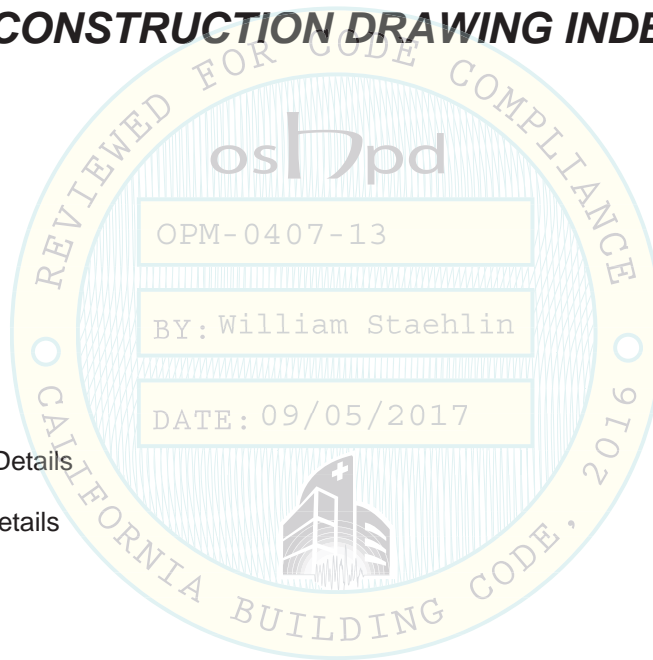 CONSTRUCTION DRAWING INDE
REVIEWED FOR CODE COMPLIANCE
oshpd
OPM-0407-13
BY: William Staehlin
DATE: 09/05/2017
Details
etails
CALIFORNIA BUILDING CODE, 2016